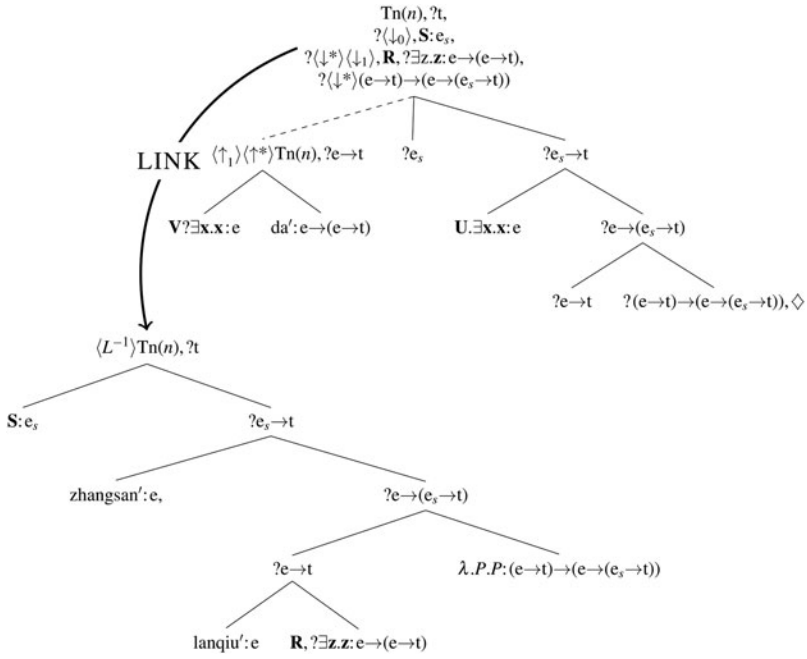 Tn(n), ?t,
?⟨↓₀⟩, S:eₛ,
?⟨↓*⟩⟨↓₁⟩, R, ?∃z.z:e→(e→t),
?⟨↓*⟩(e→t)→(e→(eₛ→t))
LINK ⟨↑₁⟩⟨↑*⟩Tn(n), ?e→t ?eₛ ?eₛ→t
V?∃x.x:e da′:e→(e→t) U.∃x.x:e ?e→(eₛ→t)
?e→t ?(e→t)→(e→(eₛ→t)),◇
⟨L⁻¹⟩Tn(n), ?t
S:eₛ ?eₛ→t
zhangsan′:e, ?e→(eₛ→t)
?e→t λ.P.P:(e→t)→(e→(eₛ→t))
lanqiu′:e R, ?∃z.z:e→(e→t)